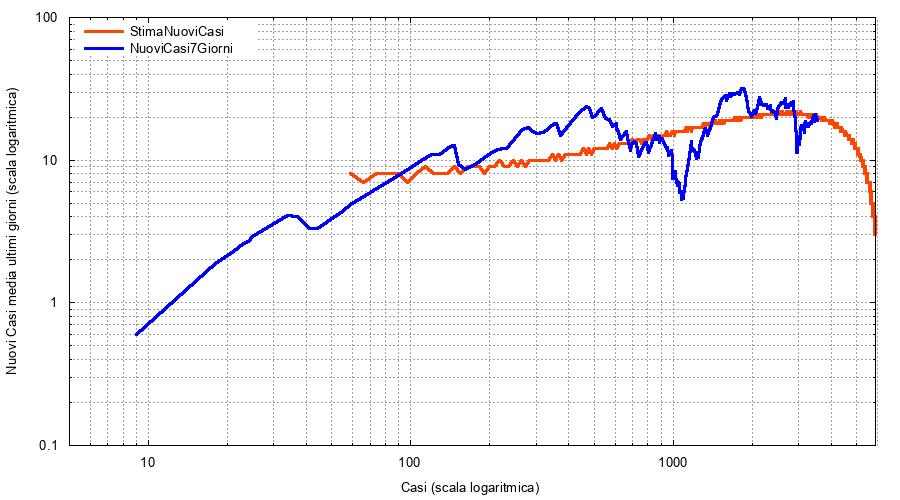 100
StimaNuoviCasi
NuoviCasi7Giorni
10
1
0.1
Nuovi Casi media ultimi giorni (scala logaritmica)
10 100 1000
Casi (scala logaritmica)